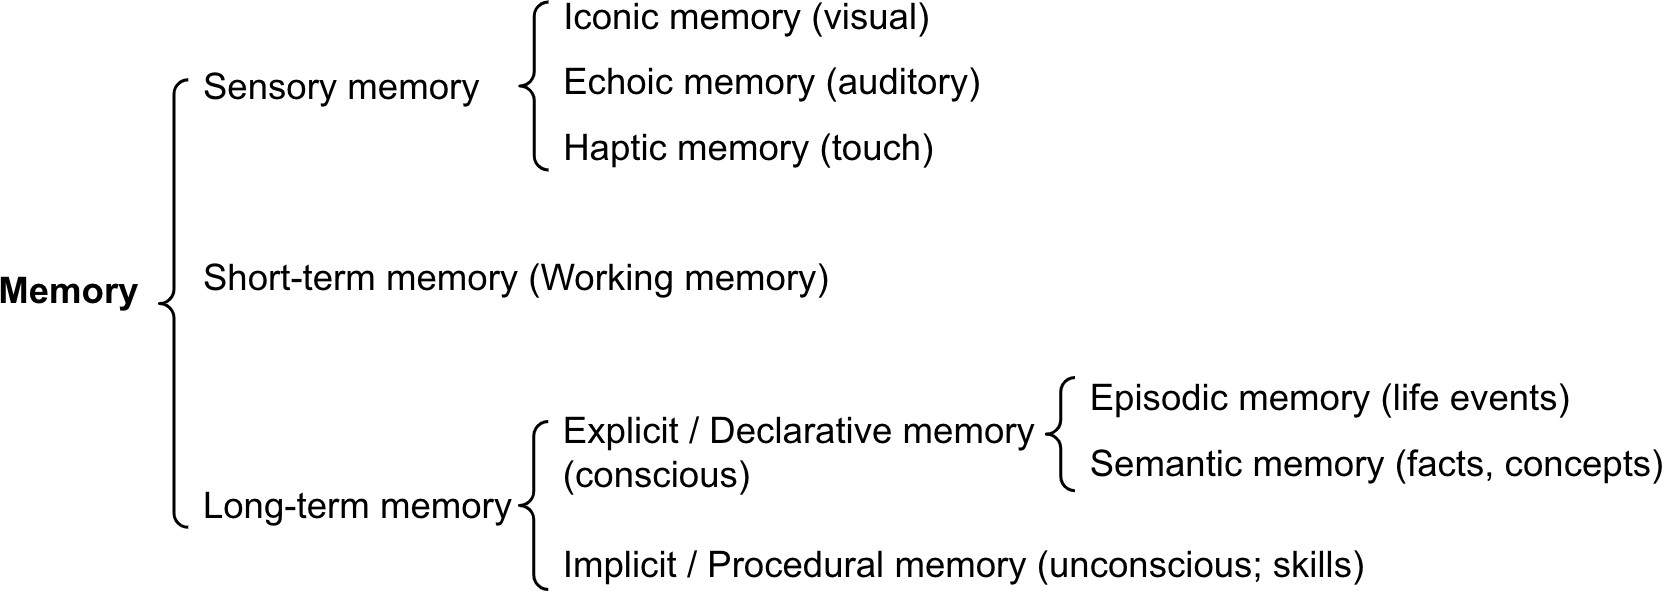 Memory
Sensory memory
Iconic memory (visual)
Echoic memory (auditory)
Haptic memory (touch)
Short-term memory (Working memory)
Long-term memory
Explicit / Declarative memory
(conscious)
Episodic memory (life events)
Semantic memory (facts, concepts)
Implicit / Procedural memory (unconscious; skills)